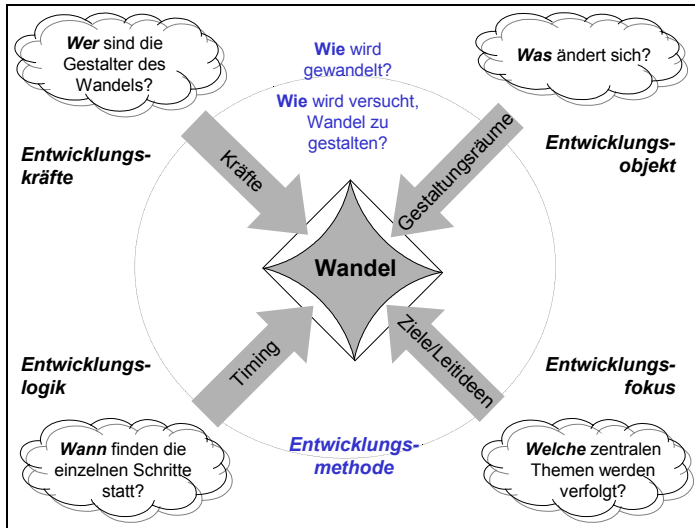 Wer sind die
Gestalter des
Wandels?
Wie wird
gewandelt?
Wie wird versucht,
Wandel zu
gestalten?
Was ändert sich?
Entwicklungs-
kräfte
Kräfte
Gestaltungsräume
Entwicklungs-
objekt
Wandel
Entwicklungs-
logik
Timing
Ziele/Leitideen
Entwicklungs-
fokus
Wann finden die
einzelnen Schritte
statt?
Entwicklungs-
methode
Welche zentralen
Themen werden
verfolgt?